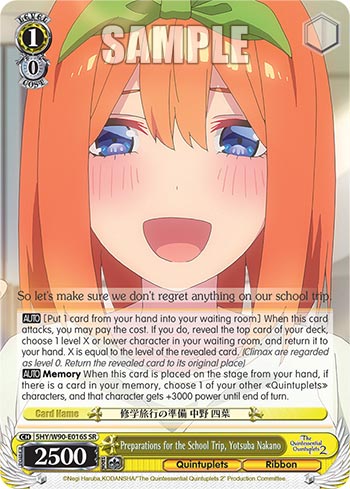 LEVEL
1
0
COST
SAMPLE
So let's make sure we don't regret anything on our school trip.
AUTO [Put 1 card from your hand into your waiting room] When this card
attacks, you may pay the cost. If you do, reveal the top card of your deck,
choose 1 level X or lower character in your waiting room, and return it to
your hand. X is equal to the level of the revealed card. (Climax are regarded
as level 0. Return the revealed card to its original place)
AUTO Memory When this card is placed on the stage from your hand, if
there is a card in your memory, choose 1 of your other «Quintuplets»
characters, and that character gets +3000 power until end of turn.
Card Name 修学旅行の準備 中野 四葉
CH 5HY/W90-E016S SR
Preparations for the School Trip, Yotsuba Nakano
The Quintessential Quintuplets 2
2500
Quintuplets
Ribbon
©Negi Haruba,KODANSHA/"The Quintessential Quintuplets 2" Production Committee.